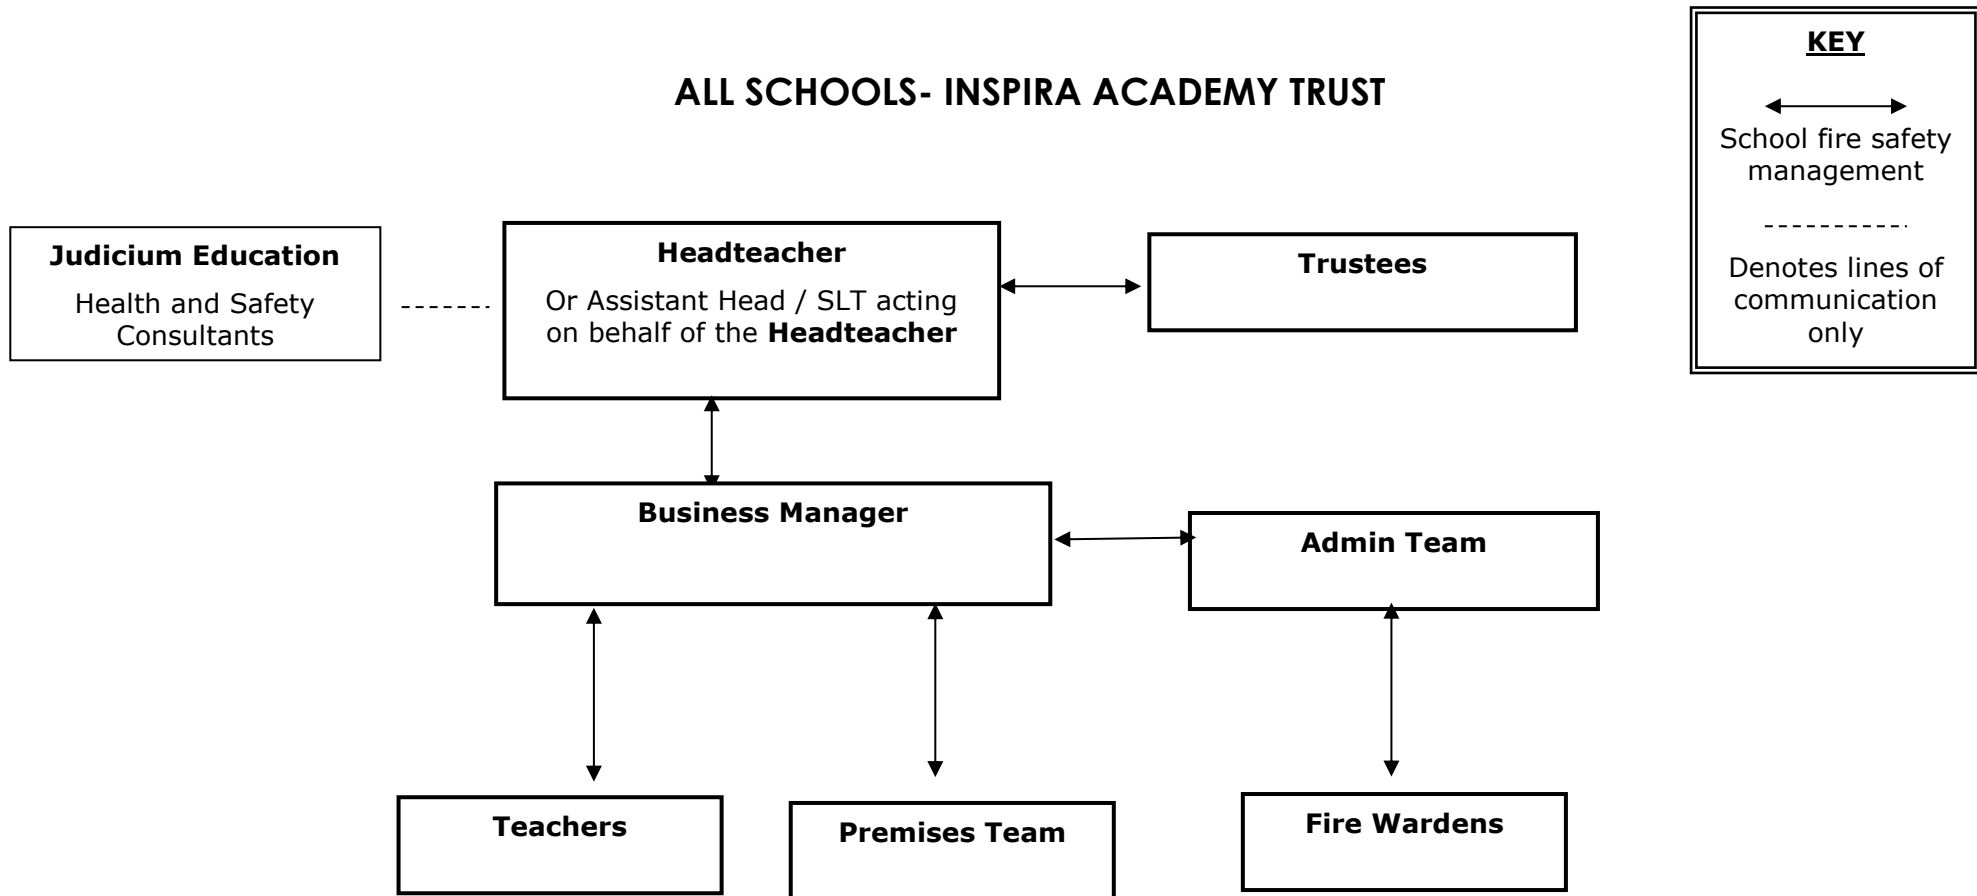 KEY
ALL SCHOOLS- INSPIRA ACADEMY TRUST
School fire safety
management
Denotes lines of
communication
only
Judicium Education
Health and Safety
Consultants
Headteacher
Or Assistant Head / SLT acting
on behalf of the Headteacher
Trustees
Business Manager
Admin Team
Teachers
Premises Team
Fire Wardens